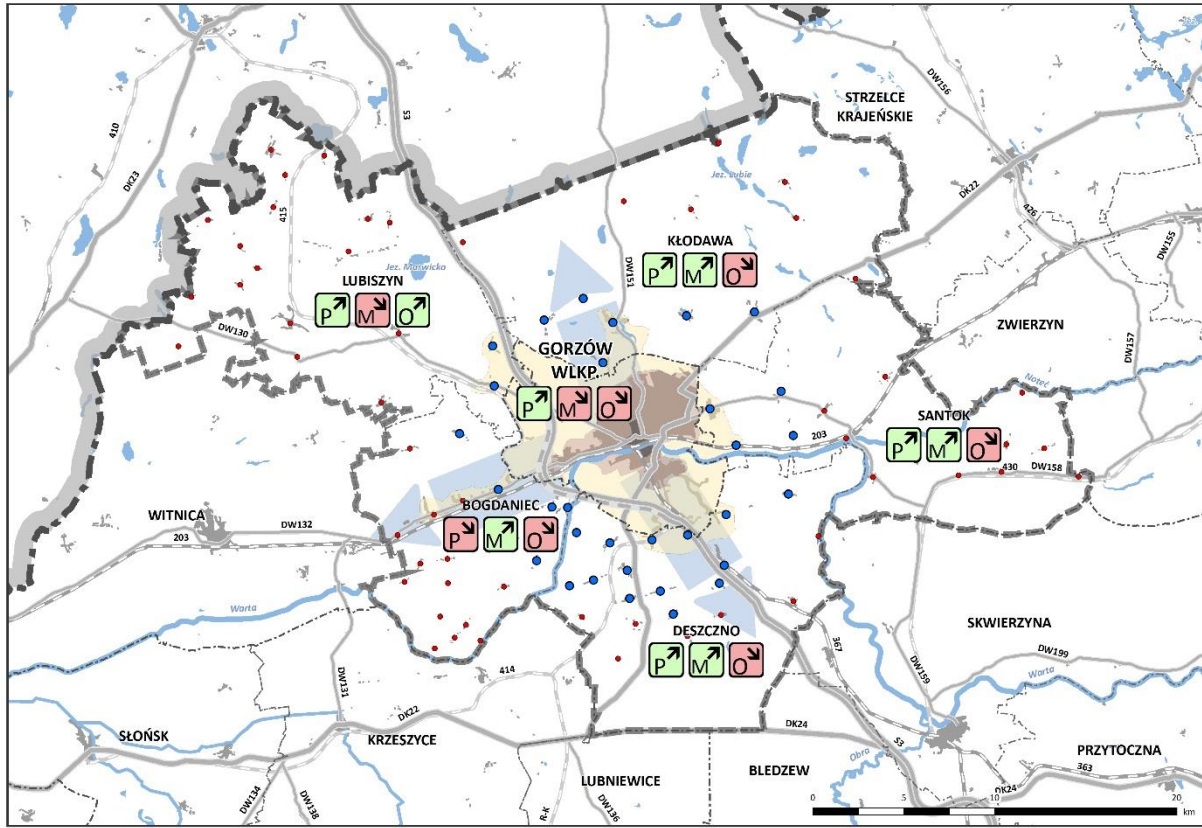 S3
DW156
STRZELCE
KRAJEŃSKIE
410
DK23
415
Jez. Lubie
DK22
426
DW155
KŁODAWA
P M O
DW151
Jez. Marwicko
LUBISZYN
P M O
DW130
ZWIERZYN
DW157
GORZÓW
WLKP.
P M O
Noteć
SANTOK
P M O
203
430
DW158
WITNICA
DW132
203
BOGDANIEC
P M O
Warta
SKWIERZYNA
DESZCZNO
P M O
367
DW159
DW199
Warta
414
DW131
DK22
DK24
SŁOŃSK
KRZESZYCE
S3
Obra
PRZYTOCZNA
363
DK24
LUBNIEWICE
BLEDZEW
DW134
DW138
R-K
DW136
0 5 10 20
km